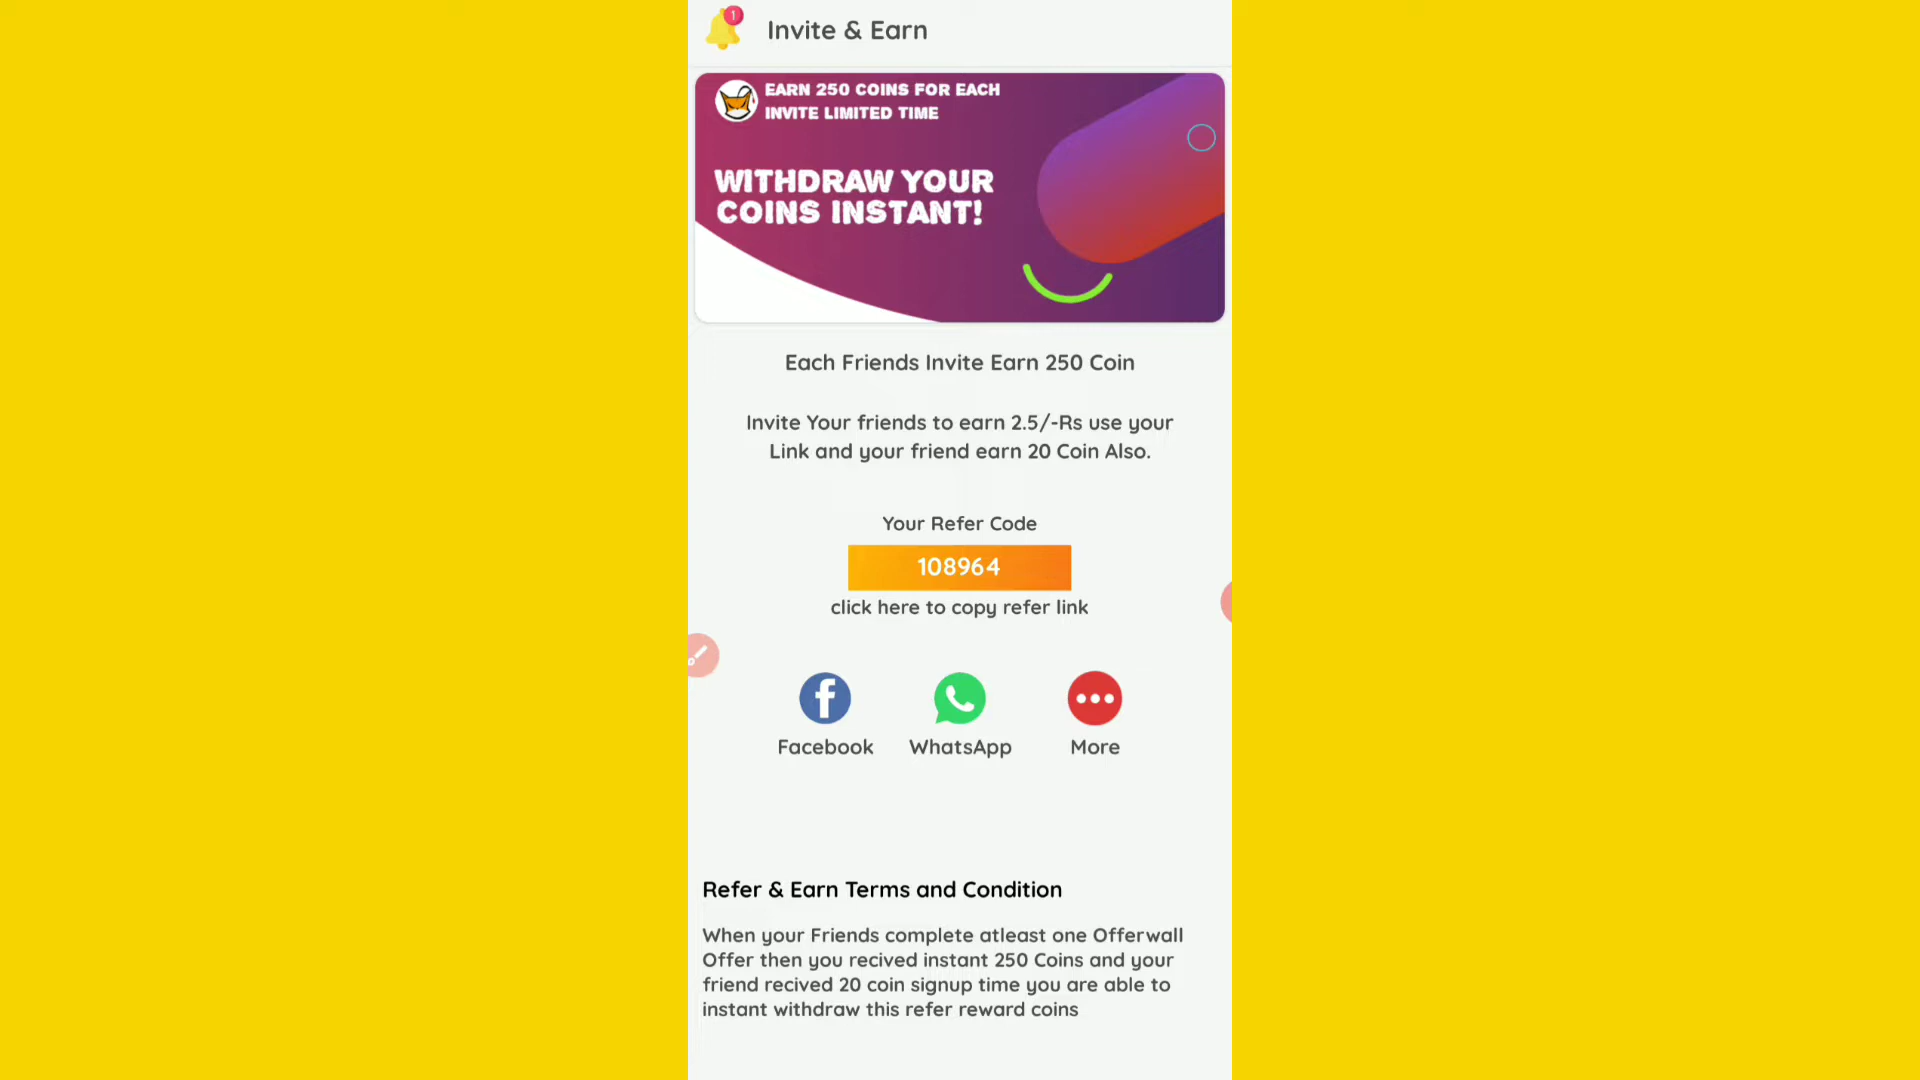 1
Invite & Earn
EARN 250 COINS FOR EACH
INVITE LIMITED TIME
WITHDRAW YOUR
COINS INSTANT!
Each Friends Invite Earn 250 Coin
Invite Your friends to earn 2.5/-Rs use your
Link and your friend earn 20 Coin Also.
Your Refer Code
108964
click here to copy refer link
Facebook WhatsApp More
Refer & Earn Terms and Condition
When your Friends complete atleast one Offerwall
Offer then you recived instant 250 Coins and your
friend recived 20 coin signup time you are able to
instant withdraw this refer reward coins